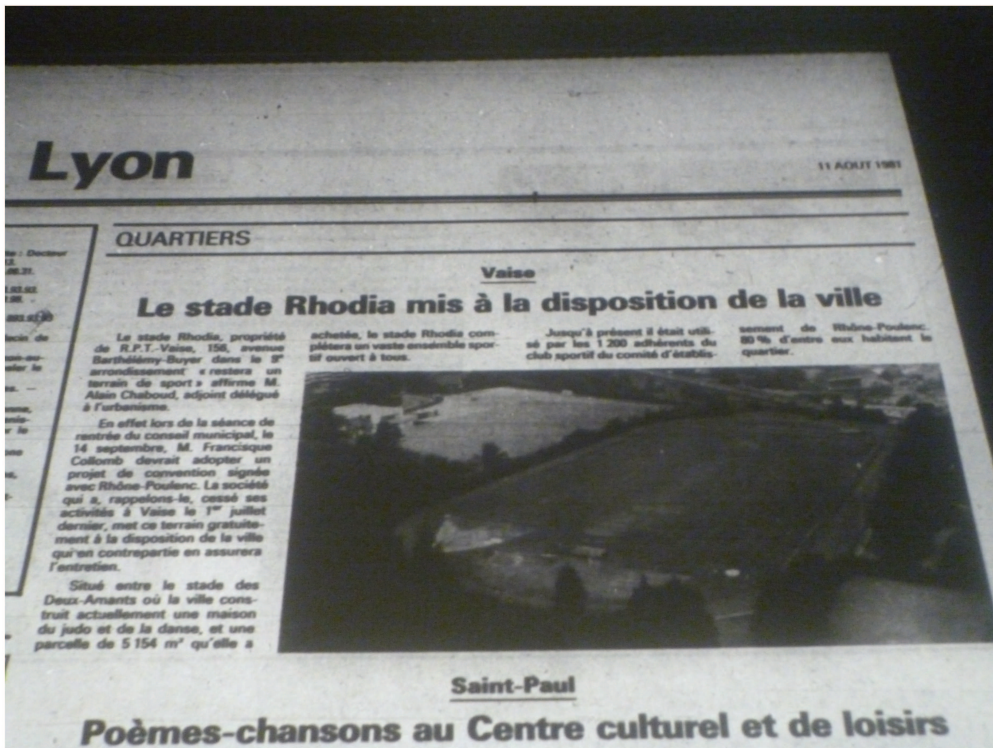 Lyon
11 AOUT 1981
QUARTIERS
Vaise
Le stade Rhodia mis à la disposition de la ville
Le stade Rhodia, propriété
de R.P.T.-Vaise, 158, avenue
Barthélémy-Buyer dans le 9e
arrondissement « restera un
terrain de sport » affirme M.
Alain Chaboud, adjoint délégué
à l'urbanisme.
En effet lors de la séance de
rentrée du conseil municipal, le
14 septembre, M. Francisque
Collomb devrait adopter un
projet de convention signée
avec Rhône-Poulenc. La société
qui a, rappelons-le, cessé ses
activités à Vaise le 1er juillet
dernier, met ce terrain gratuite-
ment à la disposition de la ville
qui en contrepartie en assurera
l'entretien.
Situé entre le stade des
Deux-Amants où la ville cons-
truit actuellement une maison
du judo et de la danse, et une
parcelle de 5 154 m² qu'elle a
achetée, le stade Rhodia com-
plétera un vaste ensemble spor-
tif ouvert à tous.
Jusqu'à présent il était utili-
sé par les 1 200 adhérents du
club sportif du comité d'établis-
sement de Rhône-Poulenc.
80 % d'entre eux habitent le
quartier.
Saint-Paul
Poèmes-chansons au Centre culturel et de loisirs